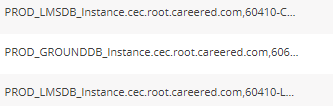 PROD_LMSDB_Instance.cec.root.careered.com,60410-C...
PROD_GROUNDDB_Instance.cec.root.careered.com,606...
PROD_LMSDB_Instance.cec.root.careered.com,60410-L...